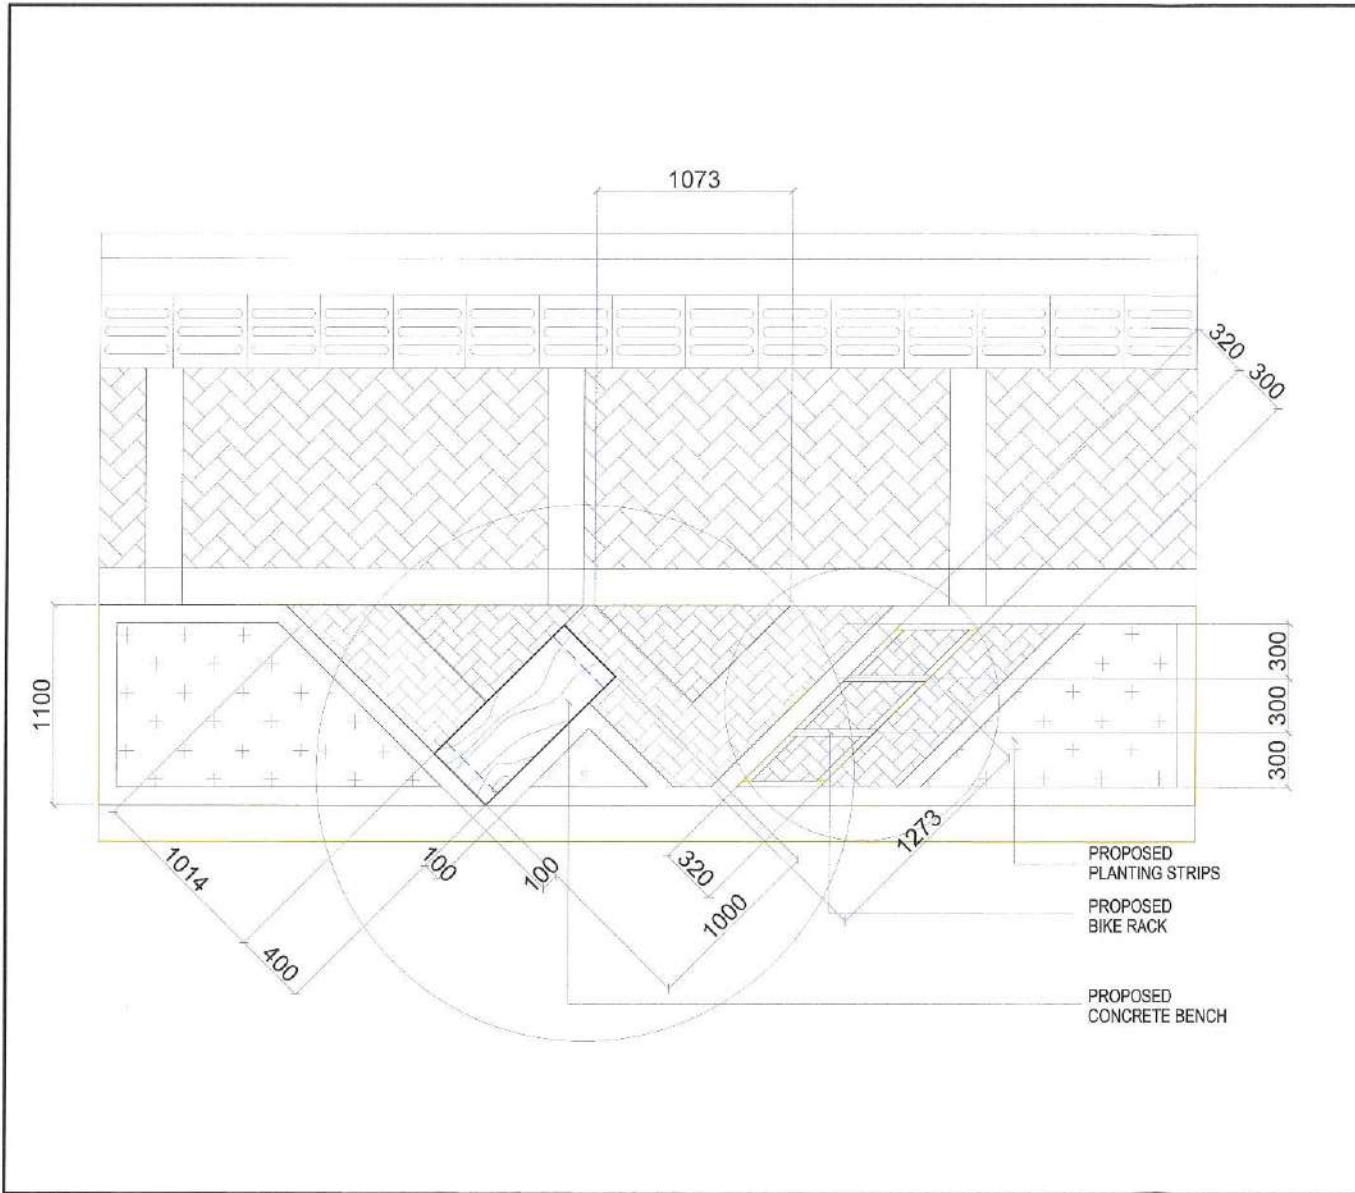 1073
320
300
1100
300
300
300
1014
100
100
320
1273
1000
400
PROPOSED
PLANTING STRIPS
PROPOSED
BIKE RACK
PROPOSED
CONCRETE BENCH